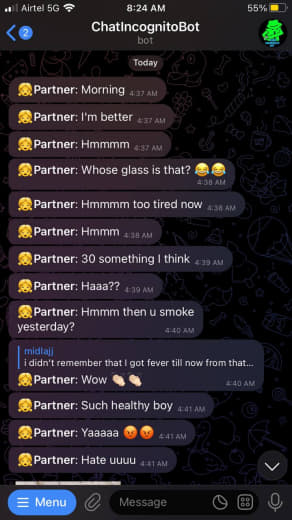 Airtel 5G
8:24 AM
55%
2
ChatIncognitoBot
bot
Today
Partner: Morning 4:37 AM
Partner: I'm better 4:37 AM
Partner: Hmmmm 4:37 AM
Partner: Whose glass is that? 😂😂
4:38 AM
Partner: Hmmmm too tired now 4:38 AM
Partner: Hmmm 4:38 AM
Partner: 30 something I think 4:39 AM
Partner: Haaa?? 4:39 AM
Partner: Hmmm then u smoke
yesterday?
4:40 AM
midlajj
i didn't remember that I got fever till now from that...
Partner: Wow 👏🏻👏🏻
4:40 AM
Partner: Such healthy boy 4:41 AM
Partner: Yaaaaa 😡😡 4:41 AM
Partner: Hate uuuu 4:41 AM
Menu
Message